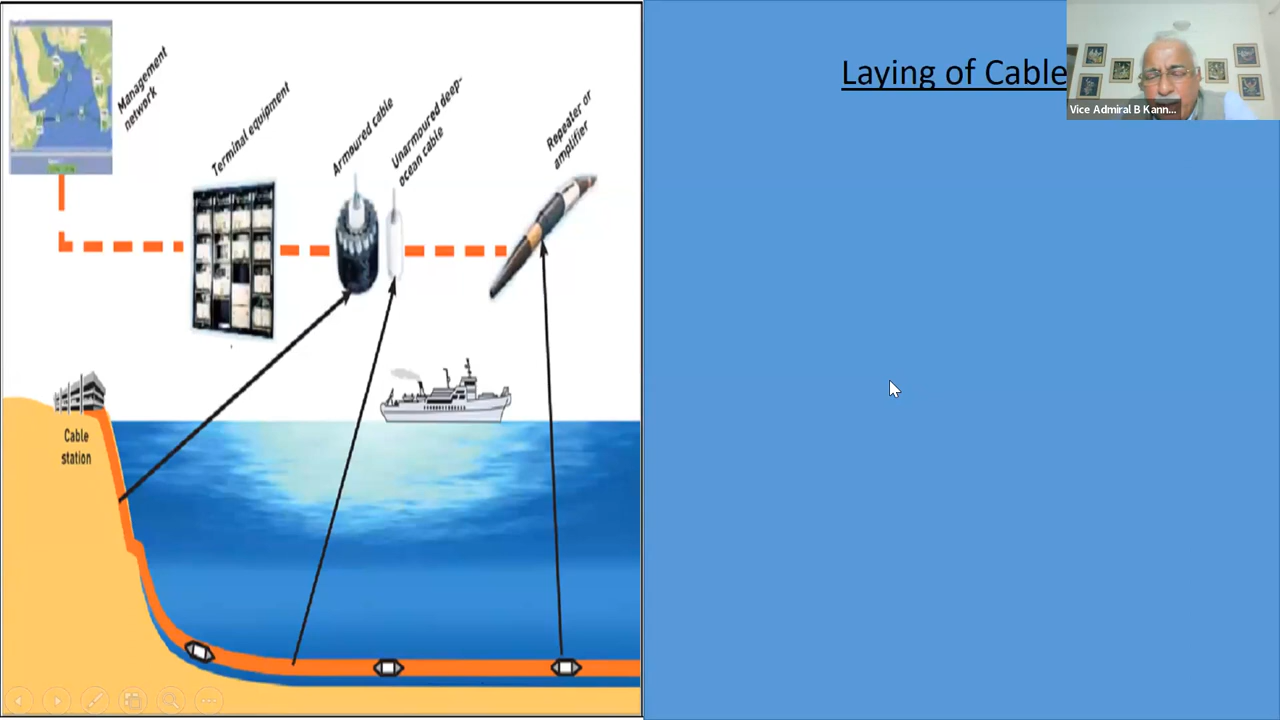 Management
network
Terminal equipment
Armoured cable
Unarmoured deep-
ocean cable
Repeater or
amplifier
Cable
station
Laying of Cable
Vice Admiral B Kann...